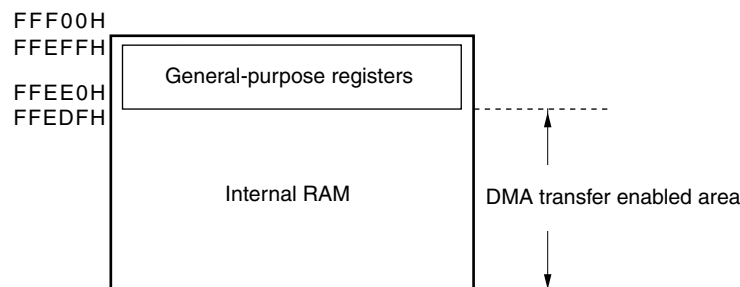 FFF00H
FFEFFH
General-purpose registers
FFEE0H
FFEDFH
Internal RAM
DMA transfer enabled area